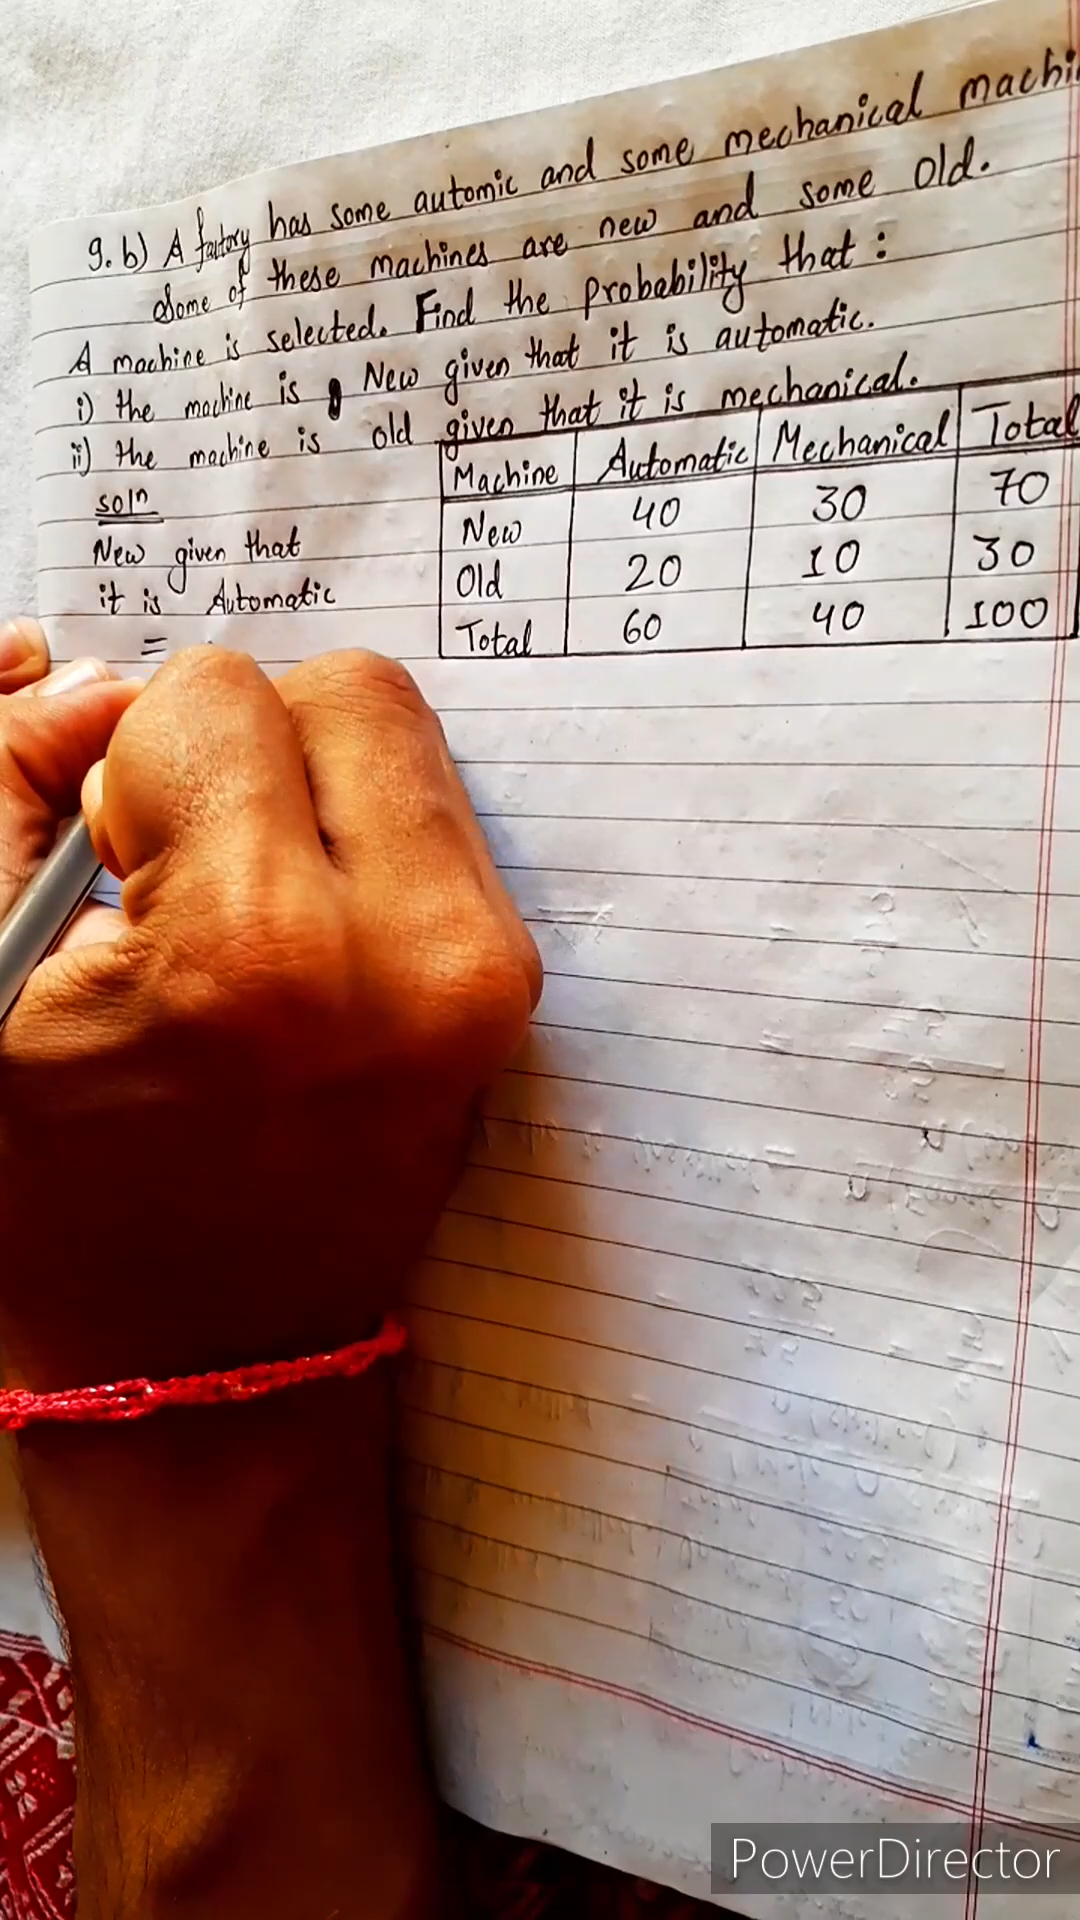 9. b) A factory has some automic and some mechanical machi
Some of these machines are new and some old.
A machine is selected. Find the probability that :
i) the machine is New given that it is automatic.
ii) the machine is old given that it is mechanical.
Machine Automatic Mechanical Total
New 40 30 70
Old 20 10 30
Total 60 40 100
soln
New given that
it is Automatic
=
PowerDirector